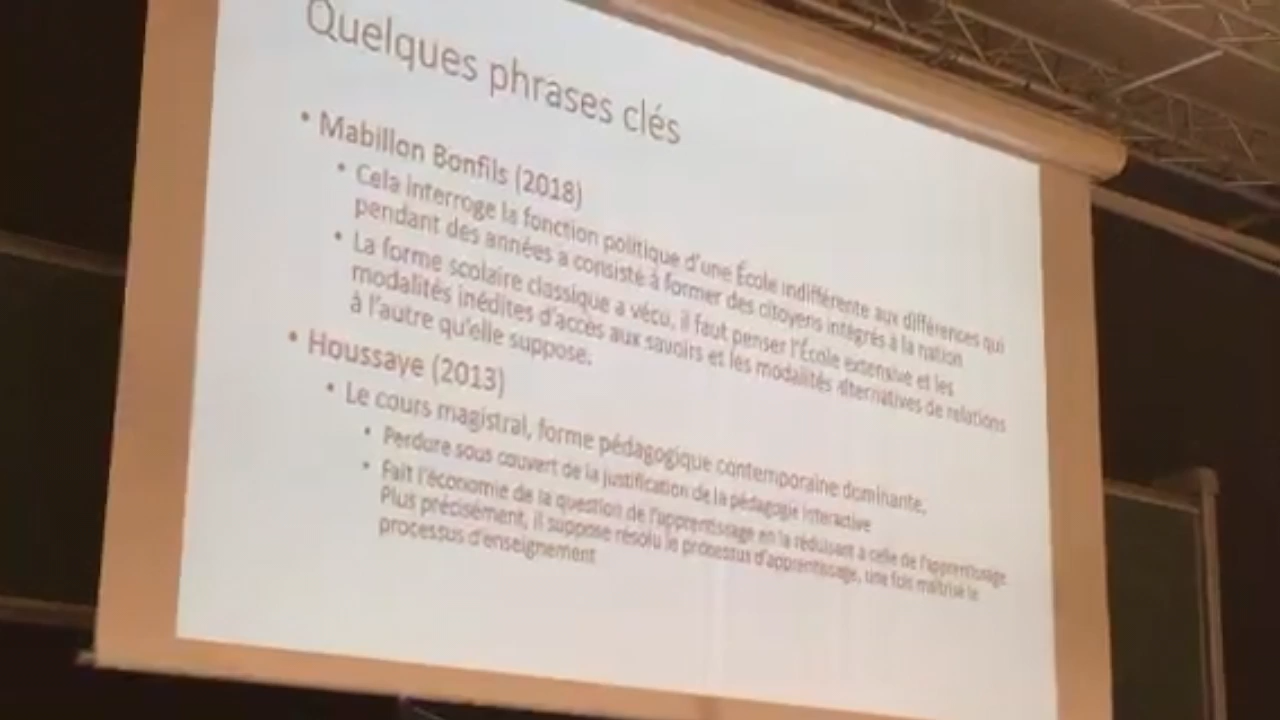 Quelques phrases clés
• Mabillon Bonfils (2018)
• Cela interroge la fonction politique d'une École indifférente aux différences qui
pendant des années a consisté à former des citoyens intégrés à la nation
• La forme scolaire classique a vécu, il faut penser l'École extensive et les
modalités inédites d'accès aux savoirs et les modalités alternatives de relations
à l'autre qu'elle suppose.
• Houssaye (2013)
• Le cours magistral, forme pédagogique contemporaine dominante.
• Perdure sous couvert de la justification de la pédagogie interactive
• Fait l'économie de la question de l'apprentissage en la réduisant à celle de l'apprentissage
Plus précisément, il suppose résolu le processus d'apprentissage, une fois maîtrisé le
processus d'enseignement